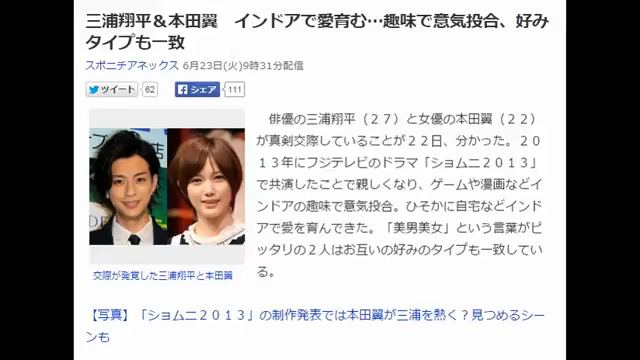 三浦翔平＆本田翼　インドアで愛育む…趣味で意気投合、好み
タイプも一致
スポニチアネックス 6月23日(火)9時31分配信
ツイート 62 シェア 111
俳優の三浦翔平（２７）と女優の本田翼（２２）
が真剣交際していることが２２日、分かった。２０
１３年にフジテレビのドラマ「ショムニ２０１３」
で共演したことで親しくなり、ゲームや漫画などイ
ンドアの趣味で意気投合。ひそかに自宅などインド
アで愛を育んできた。「美男美女」という言葉がピ
ッタリの２人はお互いの好みのタイプも一致してい
る。
交際が発覚した三浦翔平と本田翼
【写真】「ショムニ２０１３」の制作発表では本田翼が三浦を熱く？見つめるシー
ンも